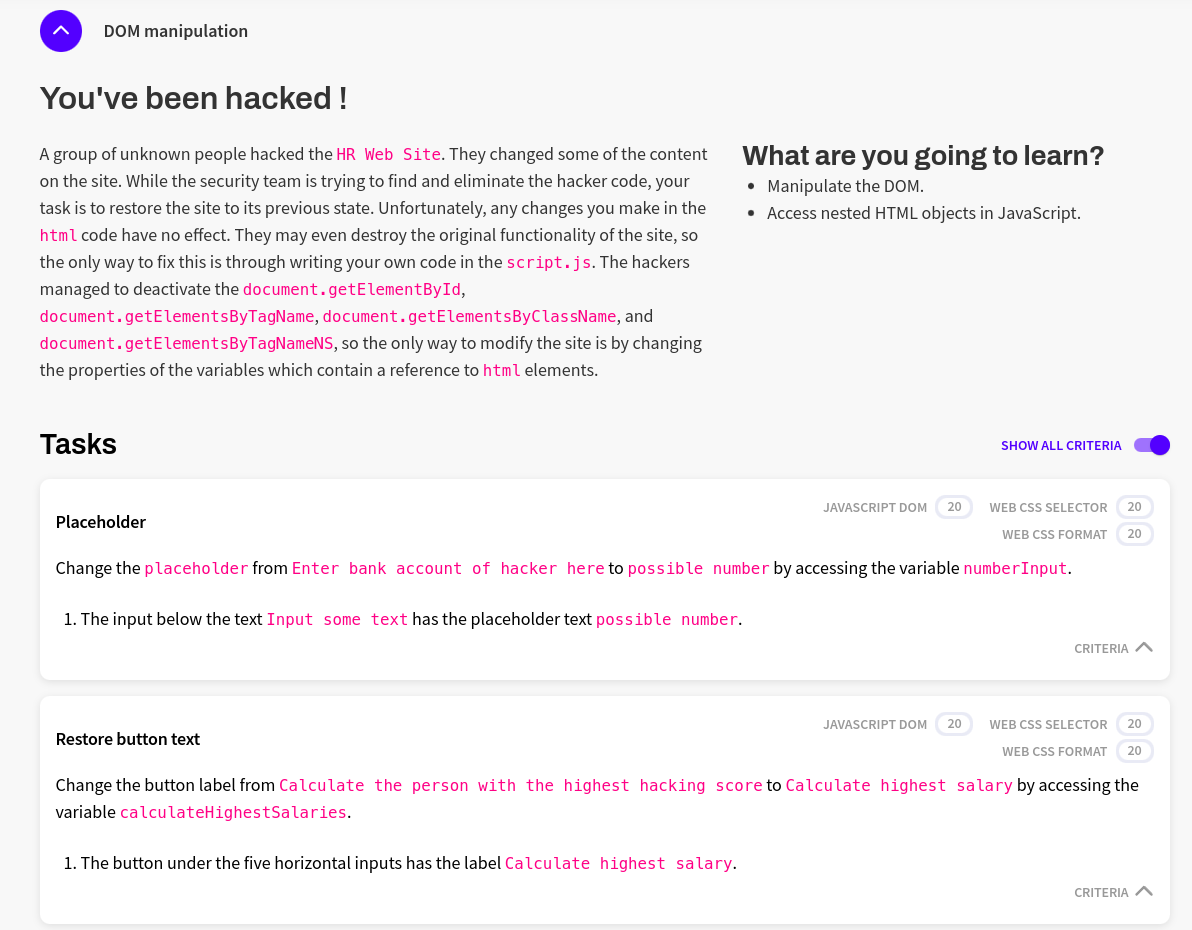 DOM manipulation
You've been hacked !
A group of unknown people hacked the HR Web Site. They changed some of the content
on the site. While the security team is trying to find and eliminate the hacker code, your
task is to restore the site to its previous state. Unfortunately, any changes you make in the
html code have no effect. They may even destroy the original functionality of the site, so
the only way to fix this is through writing your own code in the script.js. The hackers
managed to deactivate the document.getElementById,
document.getElementsByTagName, document.getElementsByClassName, and
document.getElementsByTagNameNS, so the only way to modify the site is by changing
the properties of the variables which contain a reference to html elements.
What are you going to learn?
• Manipulate the DOM.
• Access nested HTML objects in JavaScript.
Tasks
SHOW ALL CRITERIA
JAVASCRIPT DOM 20 WEB CSS SELECTOR 20
Placeholder
WEB CSS FORMAT 20
Change the placeholder from Enter bank account of hacker here to possible number by accessing the variable numberInput.
1. The input below the text Input some text has the placeholder text possible number.
CRITERIA
JAVASCRIPT DOM 20 WEB CSS SELECTOR 20
Restore button text
WEB CSS FORMAT 20
Change the button label from Calculate the person with the highest hacking score to Calculate highest salary by accessing the
variable calculateHighestSalaries.
1. The button under the five horizontal inputs has the label Calculate highest salary.
CRITERIA